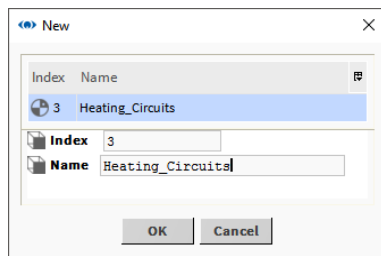 New
Index Name
3 Heating_Circuits
Index 3
Name Heating_Circuits
OK Cancel